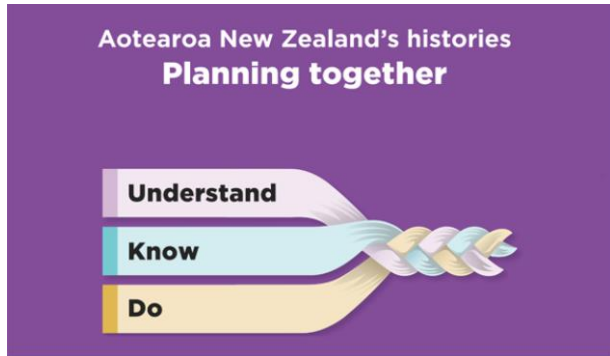 Aotearoa New Zealand's histories
Planning together
Understand
Know
Do